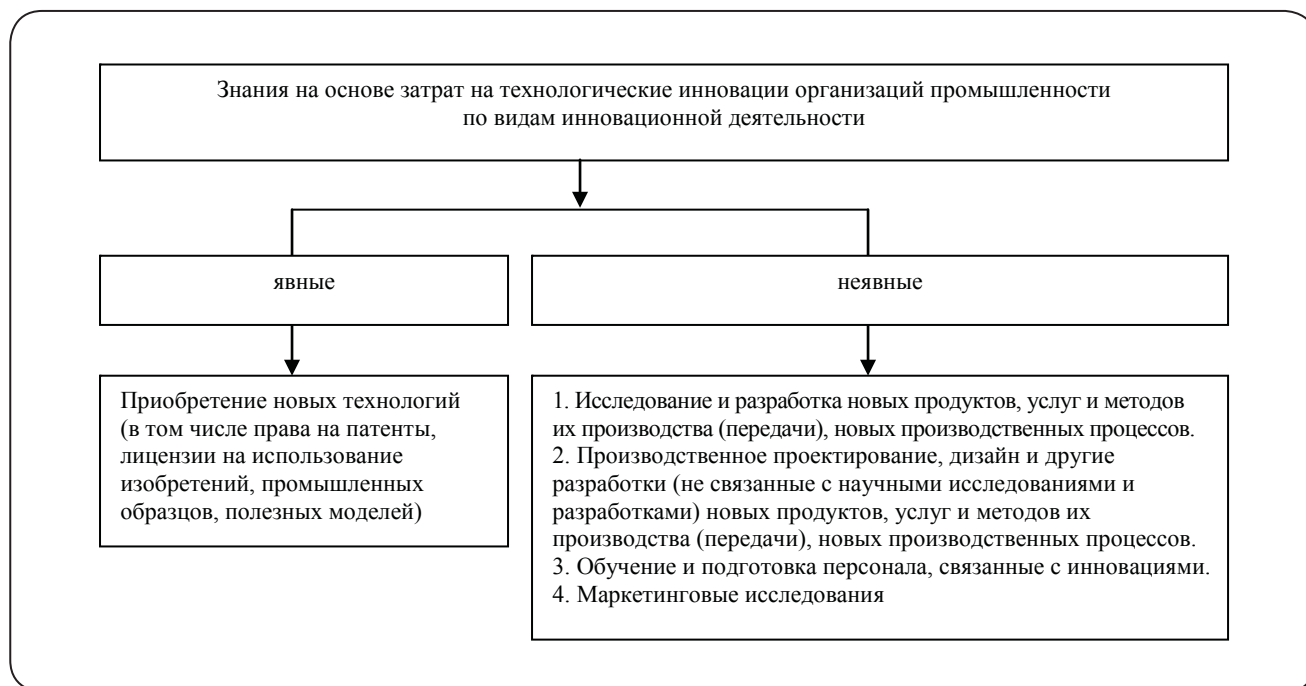 Знания на основе затрат на технологические инновации организаций промышленности
по видам инновационной деятельности
явные
неявные
Приобретение новых технологий
(в том числе права на патенты,
лицензии на использование
изобретений, промышленных
образцов, полезных моделей)
1. Исследование и разработка новых продуктов, услуг и методов
их производства (передачи), новых производственных процессов.
2. Производственное проектирование, дизайн и другие
разработки (не связанные с научными исследованиями и
разработками) новых продуктов, услуг и методов их
производства (передачи), новых производственных процессов.
3. Обучение и подготовка персонала, связанные с инновациями.
4. Маркетинговые исследования